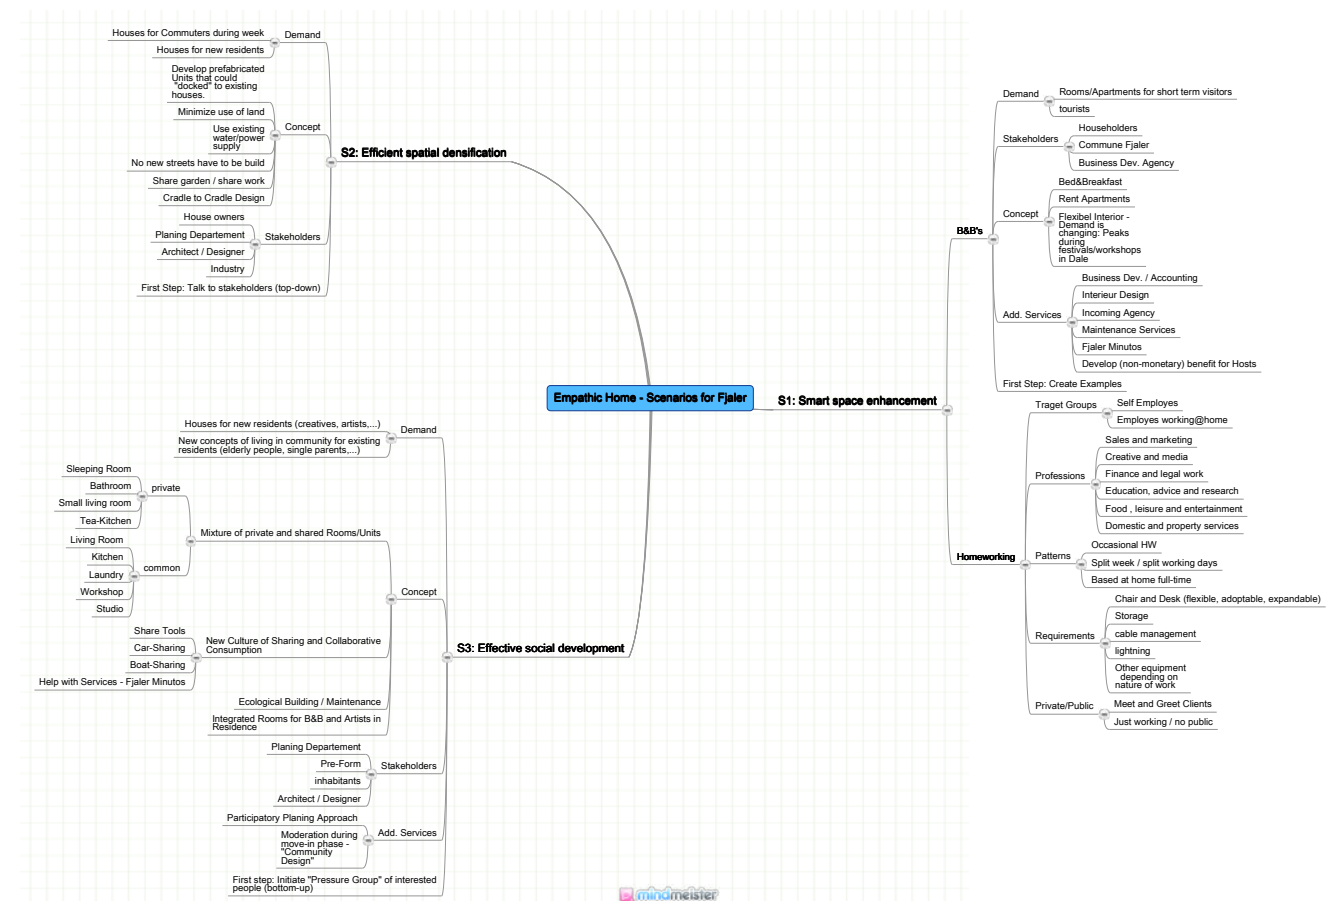 Empathic Home - Scenarios for Fjaler
S2: Efficient spatial densification
Demand
Houses for Commuters during week
Houses for new residents
Concept
Develop prefabricated
Units that could
"docked" to existing
houses.
Minimize use of land
Use existing
water/power
supply
No new streets have to be build
Share garden / share work
Cradle to Cradle Design
Stakeholders
House owners
Planing Departement
Architect / Designer
Industry
First Step: Talk to stakeholders (top-down)
S1: Smart space enhancement
B&B's
Demand
Rooms/Apartments for short term visitors
tourists
Stakeholders
Householders
Commune Fjaler
Business Dev. Agency
Concept
Bed&Breakfast
Rent Apartments
Flexibel Interior -
Demand is
changing: Peaks
during
festivals/workshops
in Dale
Add. Services
Business Dev. / Accounting
Interieur Design
Incoming Agency
Maintenance Services
Fjaler Minutos
Develop (non-monetary) benefit for Hosts
First Step: Create Examples
Homeworking
Traget Groups
Self Employes
Employes working@home
Professions
Sales and marketing
Creative and media
Finance and legal work
Education, advice and research
Food , leisure and entertainment
Domestic and property services
Patterns
Occasional HW
Split week / split working days
Based at home full-time
Requirements
Chair and Desk (flexible, adoptable, expandable)
Storage
cable management
lightning
Other equipment
depending on
nature of work
Private/Public
Meet and Greet Clients
Just working / no public
S3: Effective social development
Demand
Houses for new residents (creatives, artists,...)
New concepts of living in community for existing
residents (elderly people, single parents,...)
Concept
Mixture of private and shared Rooms/Units
private
Sleeping Room
Bathroom
Small living room
Tea-Kitchen
common
Living Room
Kitchen
Laundry
Workshop
Studio
New Culture of Sharing and Collaborative
Consumption
Share Tools
Car-Sharing
Boat-Sharing
Help with Services - Fjaler Minutos
Ecological Building / Maintenance
Integrated Rooms for B&B and Artists in
Residence
Stakeholders
Planing Departement
Pre-Form
inhabitants
Architect / Designer
Add. Services
Participatory Planing Approach
Moderation during
move-in phase -
"Community
Design"
First step: Initiate "Pressure Group" of interested
people (bottom-up)
mindmeister